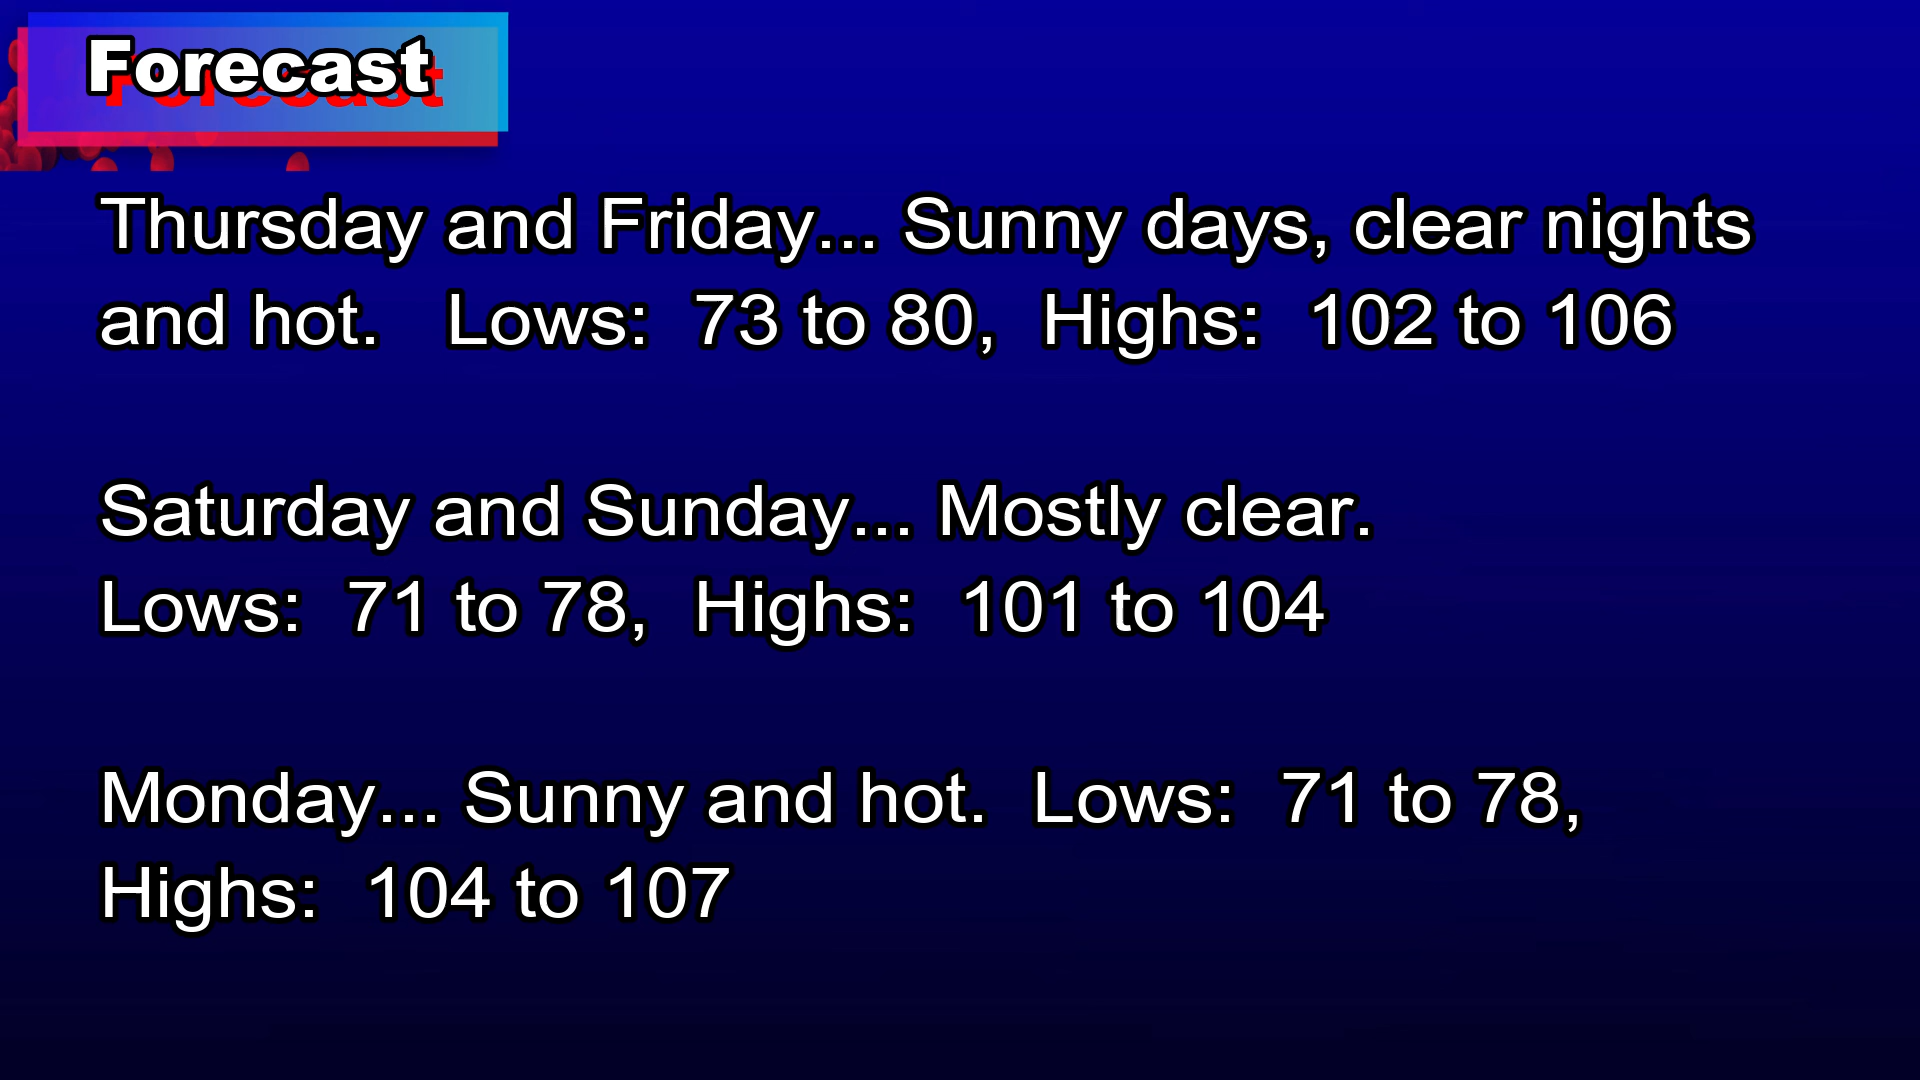 Forecast
Thursday and Friday... Sunny days, clear nights
and hot.   Lows:  73 to 80,  Highs:  102 to 106
Saturday and Sunday... Mostly clear.
Lows:  71 to 78,  Highs:  101 to 104
Monday... Sunny and hot.  Lows:  71 to 78,
Highs:  104 to 107